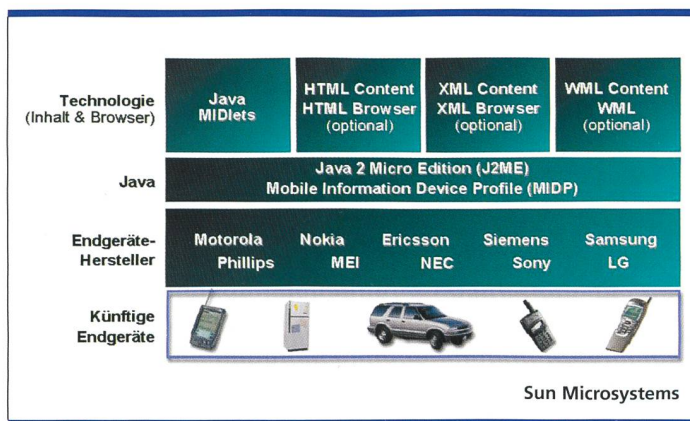 Technologie
(Inhalt & Browser)
Java
MIDlets
HTML Content
HTML Browser
(optional)
XML Content
XML Browser
(optional)
WML Content
WML
(optional)
Java
Java 2 Micro Edition (J2ME)
Mobile Information Device Profile (MIDP)
Endgeräte-
Hersteller
Motorola Nokia Ericsson Siemens Samsung
Phillips MEI NEC Sony LG
Künftige
Endgeräte
Sun Microsystems